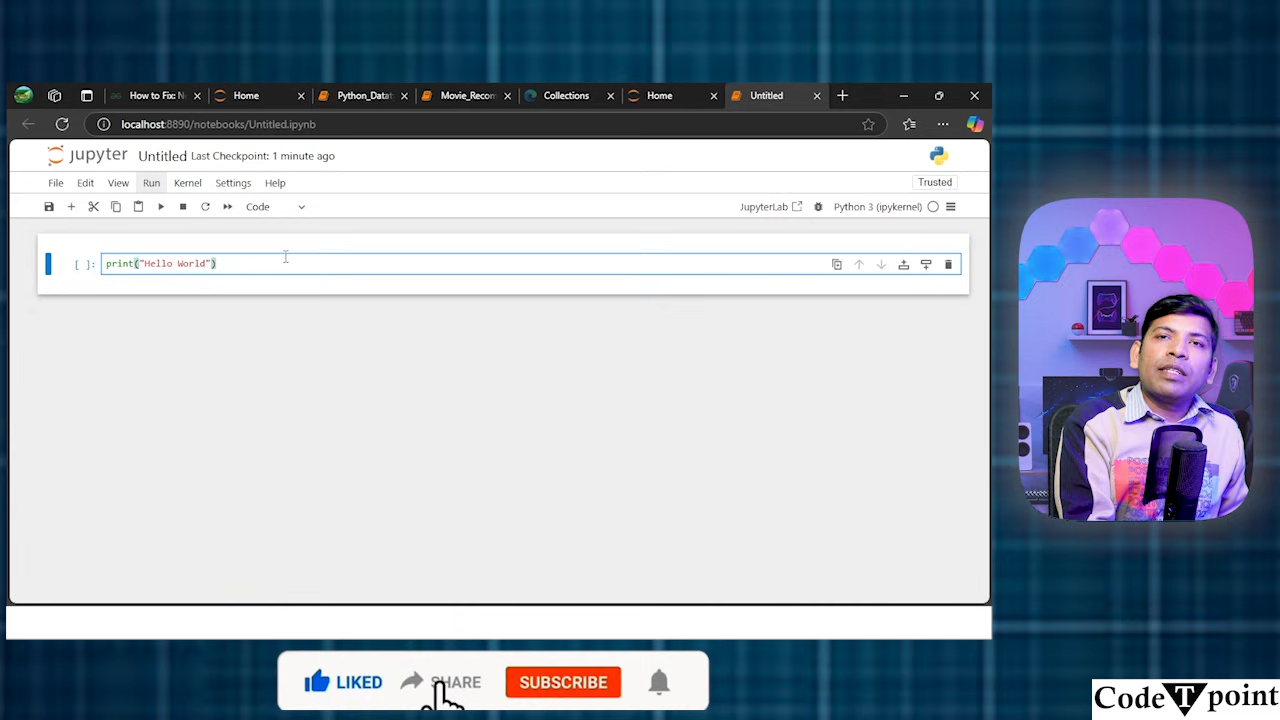 How to Fix: N
Home
Python_Data
Movie_Recom
Collections
Home
Untitled
localhost:8890/notebooks/Untitled.ipynb
jupyter Untitled Last Checkpoint: 1 minute ago
File Edit View Run Kernel Settings Help
Trusted
Code
JupyterLab
Python 3 (ipykernel)
[ ]: print("Hello World")
LIKED SHARE SUBSCRIBE
Code T point